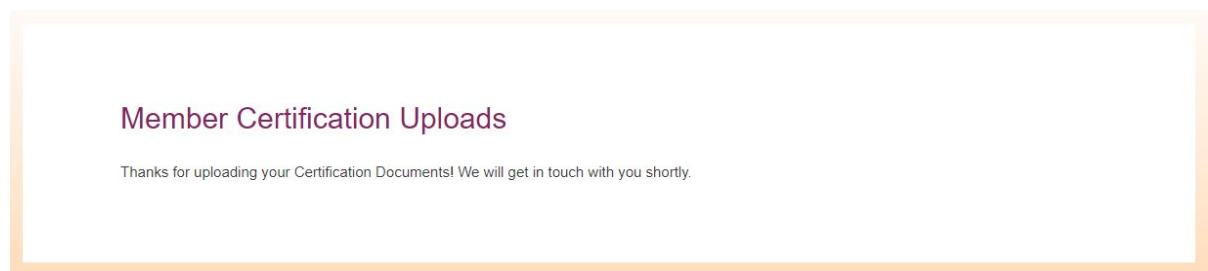 Member Certification Uploads
Thanks for uploading your Certification Documents! We will get in touch with you shortly.